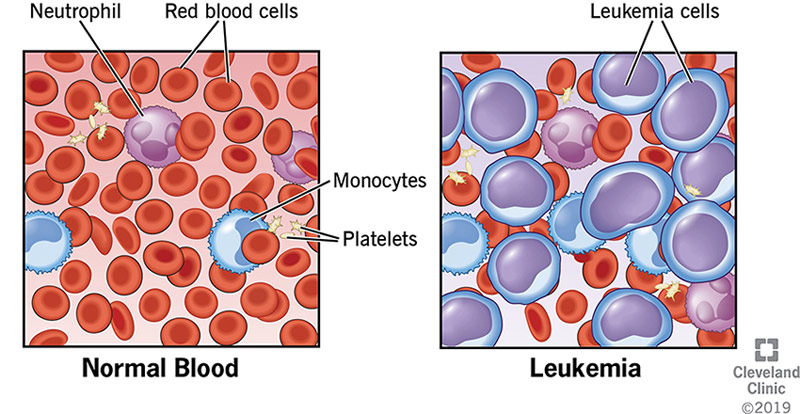 Neutrophil
Red blood cells
Leukemia cells
Monocytes
Platelets
Normal Blood
Leukemia
Cleveland
Clinic
©2019